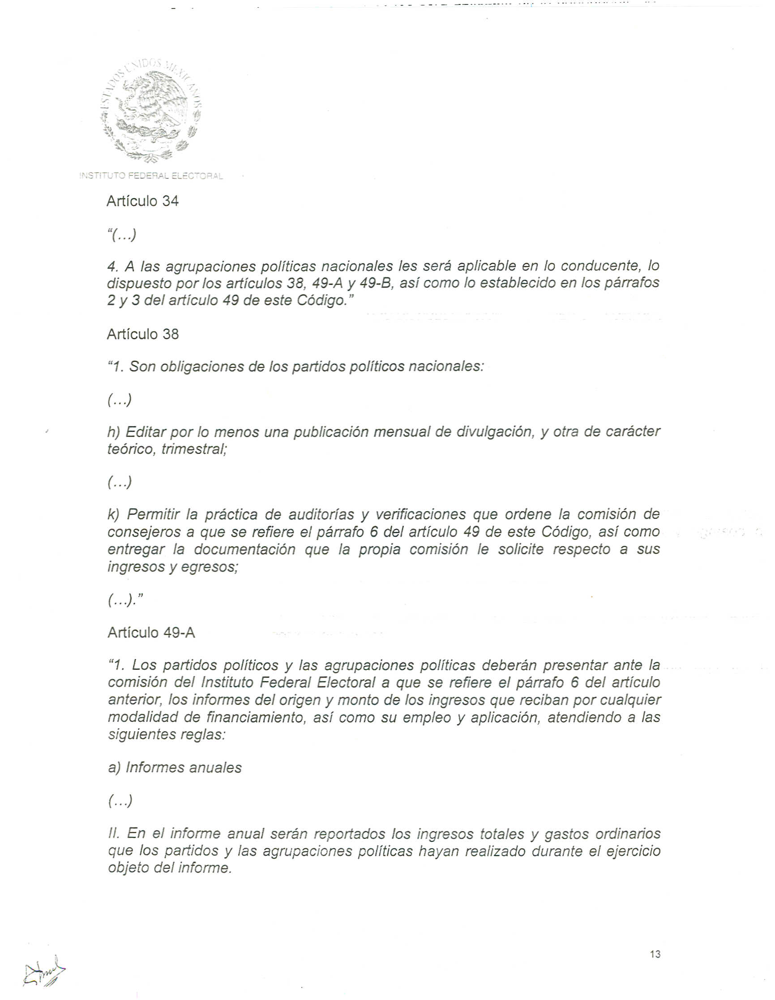 ESTADOS UNIDOS MEXICANOS
INSTITUTO FEDERAL ELECTORAL
Artículo 34
“(...)
4. A las agrupaciones políticas nacionales les será aplicable en lo conducente, lo
dispuesto por los artículos 38, 49-A y 49-B, así como lo establecido en los párrafos
2 y 3 del artículo 49 de este Código.”
Artículo 38
“1. Son obligaciones de los partidos políticos nacionales:
(...)
h) Editar por lo menos una publicación mensual de divulgación, y otra de carácter
teórico, trimestral;
(...)
k) Permitir la práctica de auditorías y verificaciones que ordene la comisión de
consejeros a que se refiere el párrafo 6 del artículo 49 de este Código, así como
entregar la documentación que la propia comisión le solicite respecto a sus
ingresos y egresos;
(...).”
Artículo 49-A
“1. Los partidos políticos y las agrupaciones políticas deberán presentar ante la
comisión del Instituto Federal Electoral a que se refiere el párrafo 6 del artículo
anterior, los informes del origen y monto de los ingresos que reciban por cualquier
modalidad de financiamiento, así como su empleo y aplicación, atendiendo a las
siguientes reglas:
a) Informes anuales
(...)
II. En el informe anual serán reportados los ingresos totales y gastos ordinarios
que los partidos y las agrupaciones políticas hayan realizado durante el ejercicio
objeto del informe.
13